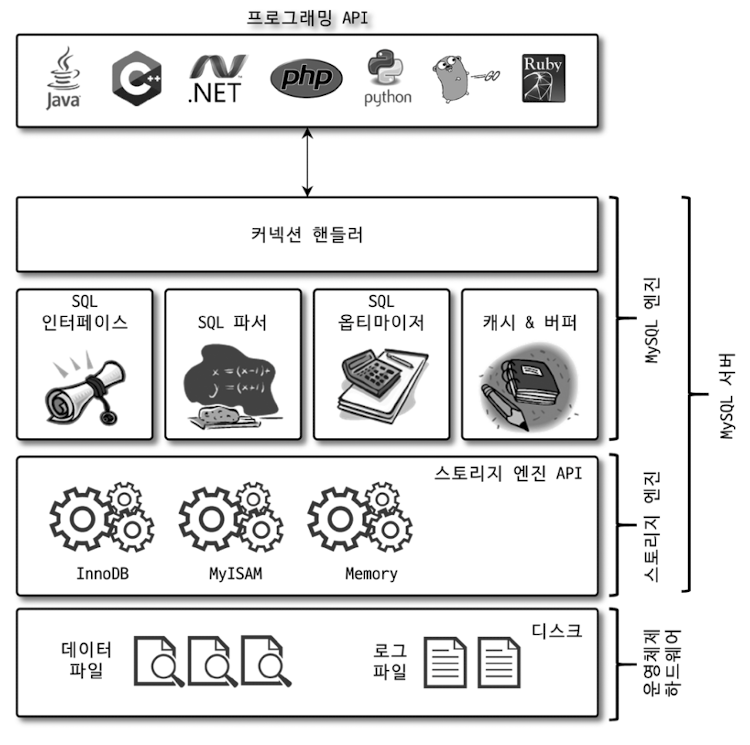 프로그래밍 API
Java
C++
.NET
php
python
GO
Ruby
커넥션 핸들러
SQL
인터페이스
SQL 파서
SQL
옵티마이저
캐시 & 버퍼
x = (x-i)+
y = (x+i)
MySQL 엔진
MySQL 서버
스토리지 엔진 API
InnoDB
MyISAM
Memory
스토리지 엔진
디스크
데이터
파일
로그
파일
운영체제
하드웨어